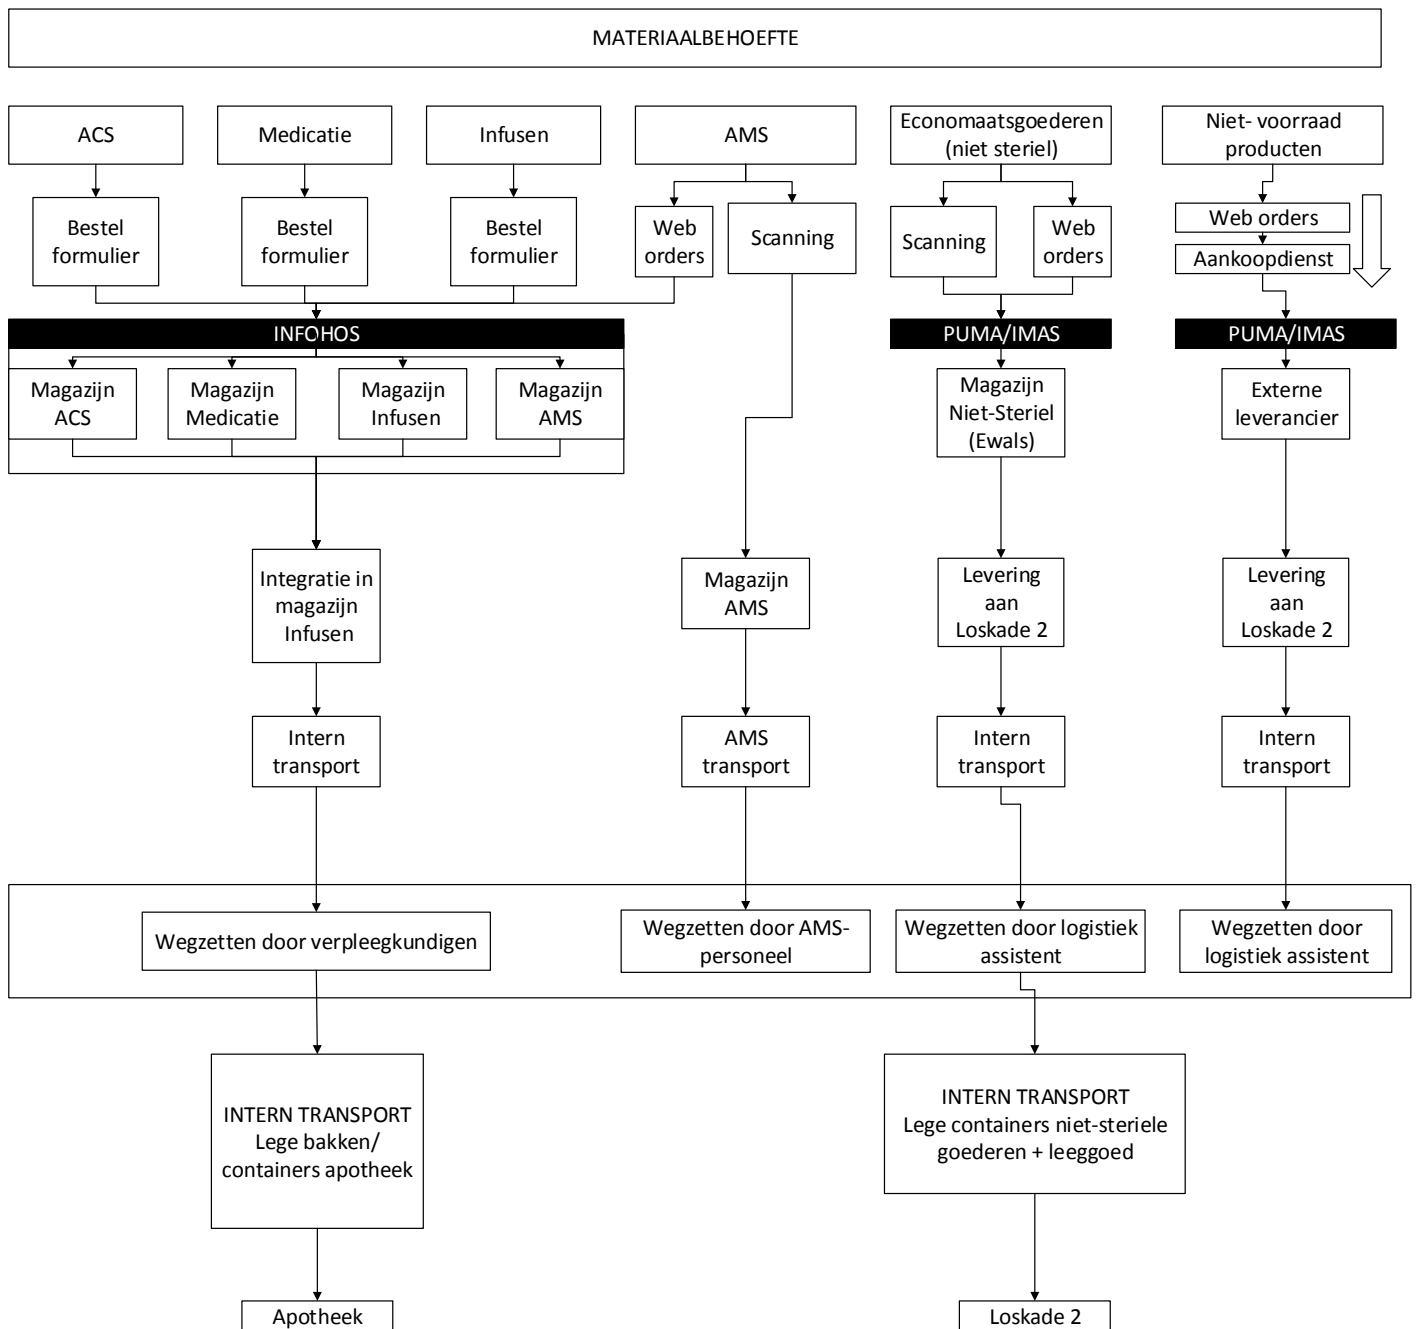 MATERIAALBEHOEFTE
ACS
Medicatie
Infusen
AMS
Economaatsgoederen
(niet steriel)
Niet- voorraad
producten
Bestel
formulier
Bestel
formulier
Bestel
formulier
Web
orders
Scanning
Scanning
Web
orders
Web orders
Aankoopdienst
INFOHOS
PUMA/IMAS
PUMA/IMAS
Magazijn
ACS
Magazijn
Medicatie
Magazijn
Infusen
Magazijn
AMS
Magazijn
Niet-Steriel
(Ewals)
Externe
leverancier
Integratie in
magazijn
Infusen
Magazijn
AMS
Levering
aan
Loskade 2
Levering
aan
Loskade 2
Intern
transport
AMS
transport
Intern
transport
Intern
transport
Wegzetten door verpleegkundigen
Wegzetten door AMS-
personeel
Wegzetten door logistiek
assistent
Wegzetten door
logistiek assistent
INTERN TRANSPORT
Lege bakken/
containers apotheek
INTERN TRANSPORT
Lege containers niet-steriele
goederen + leeggoed
Apotheek
Loskade 2